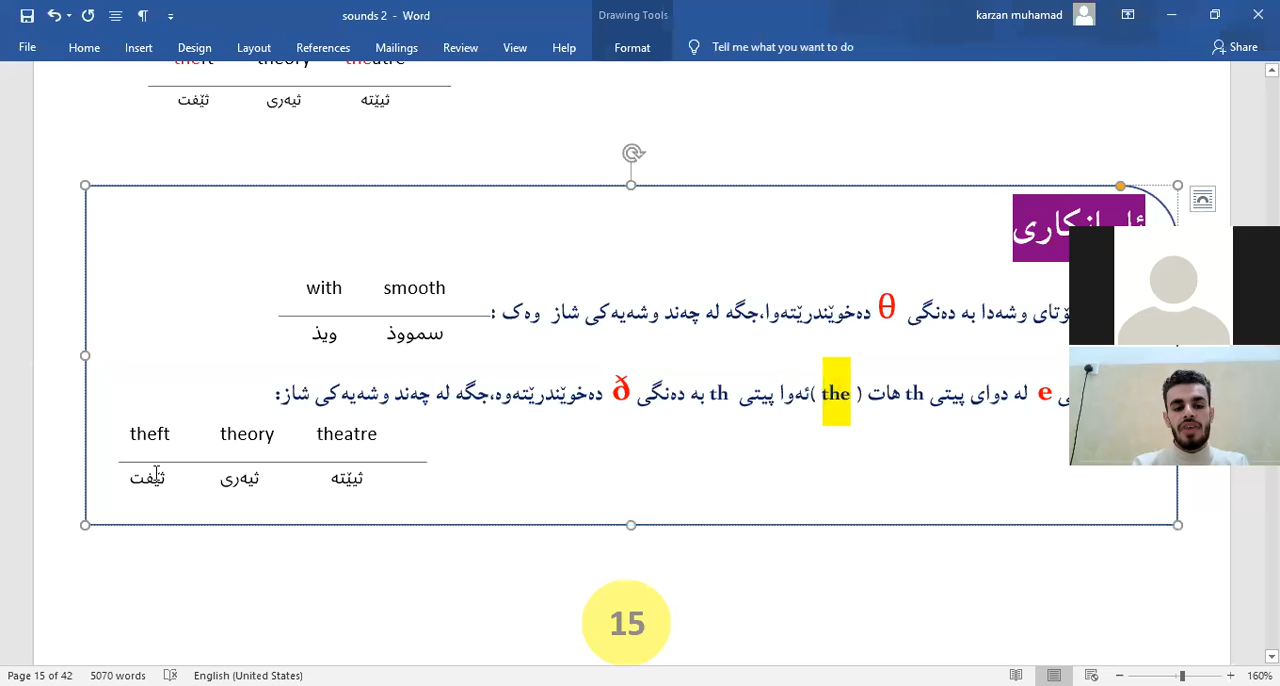 sounds 2 - Word
Drawing Tools
karzan muhamad
File Home Insert Design Layout References Mailings Review View Help Format Tell me what you want to do Share
theft theory theatre
ثێفت ثیەری ثیێتە
with smooth
ویذ سمووذ
وشەدا بە دەنگی θ دەخوێندرێتەوا،جگە لە چەند وشەیەکی شاز وەک :
e لە دوای پیتی th هات ( the )ئەوا پیتی th بە دەنگی ð دەخوێندرێتەوە،جگە لە چەند وشەیەکی شاز:
theft theory theatre
ثێفت ثیەری ثیێتە
15
Page 15 of 42 5070 words English (United States) 160%